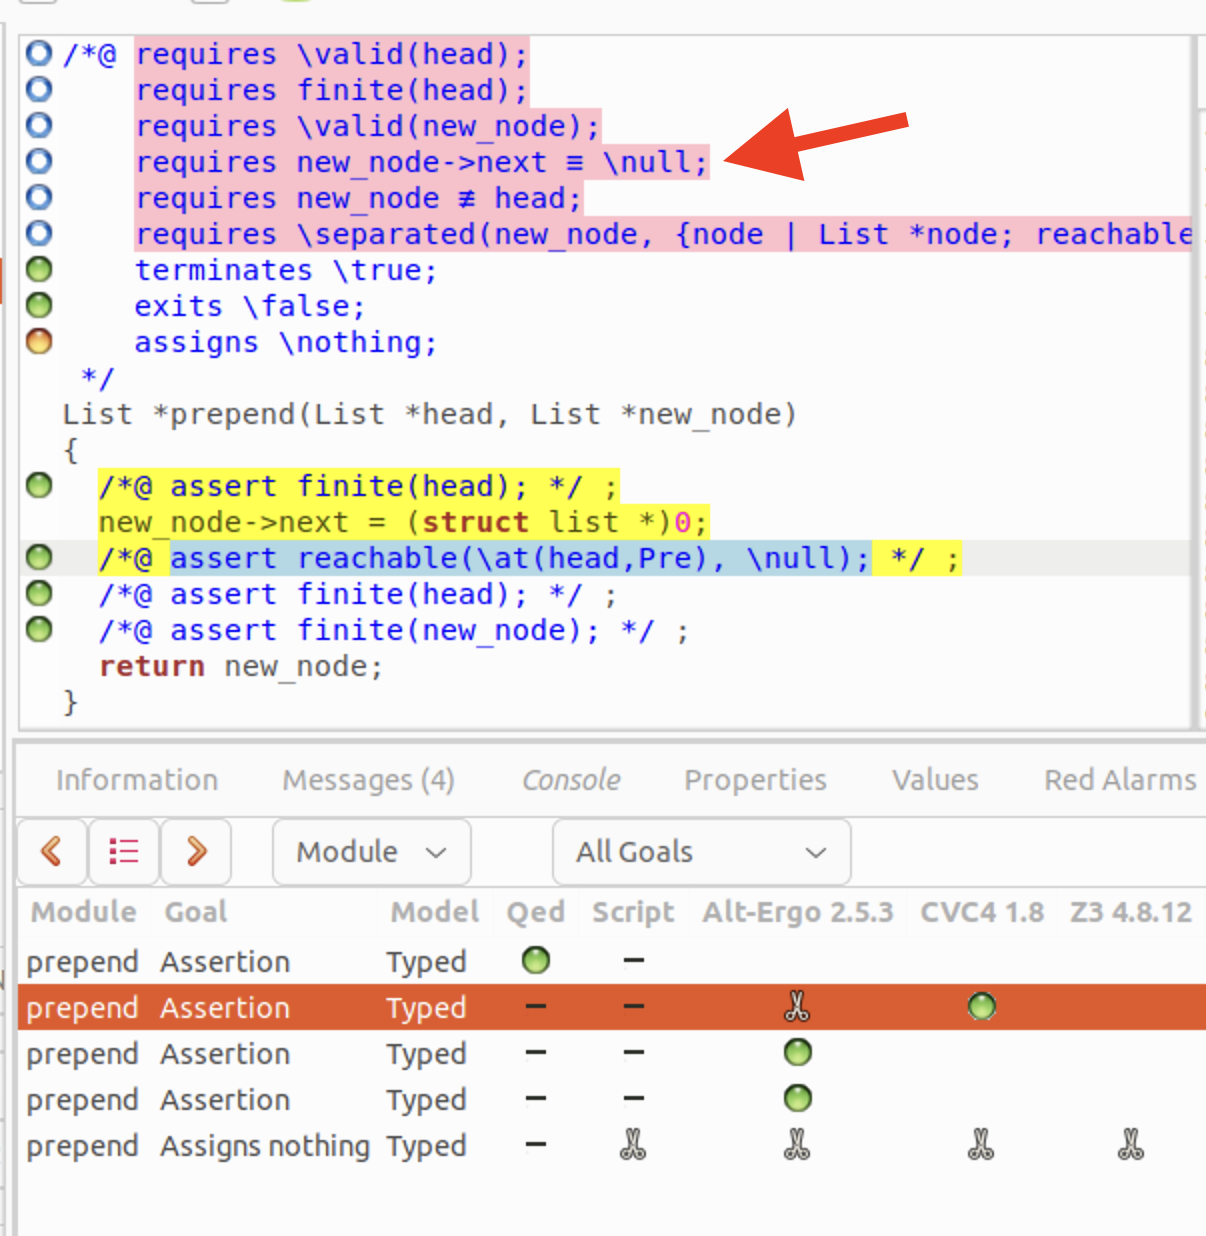 /*@ requires \valid(head);
requires finite(head);
requires \valid(new_node);
requires new_node->next ≡ \null;
requires new_node ≢ head;
requires \separated(new_node, {node | List *node; reachable
terminates \true;
exits \false;
assigns \nothing;
*/
List *prepend(List *head, List *new_node)
{
/*@ assert finite(head); */ ;
new_node->next = (struct list *)0;
/*@ assert reachable(\at(head,Pre), \null); */ ;
/*@ assert finite(head); */ ;
/*@ assert finite(new_node); */ ;
return new_node;
}
Information Messages (4) Console Properties Values Red Alarms
Module All Goals
Module Goal Model Qed Script Alt-Ergo 2.5.3 CVC4 1.8 Z3 4.8.12
prepend Assertion Typed
prepend Assertion Typed
prepend Assertion Typed
prepend Assertion Typed
prepend Assigns nothing Typed